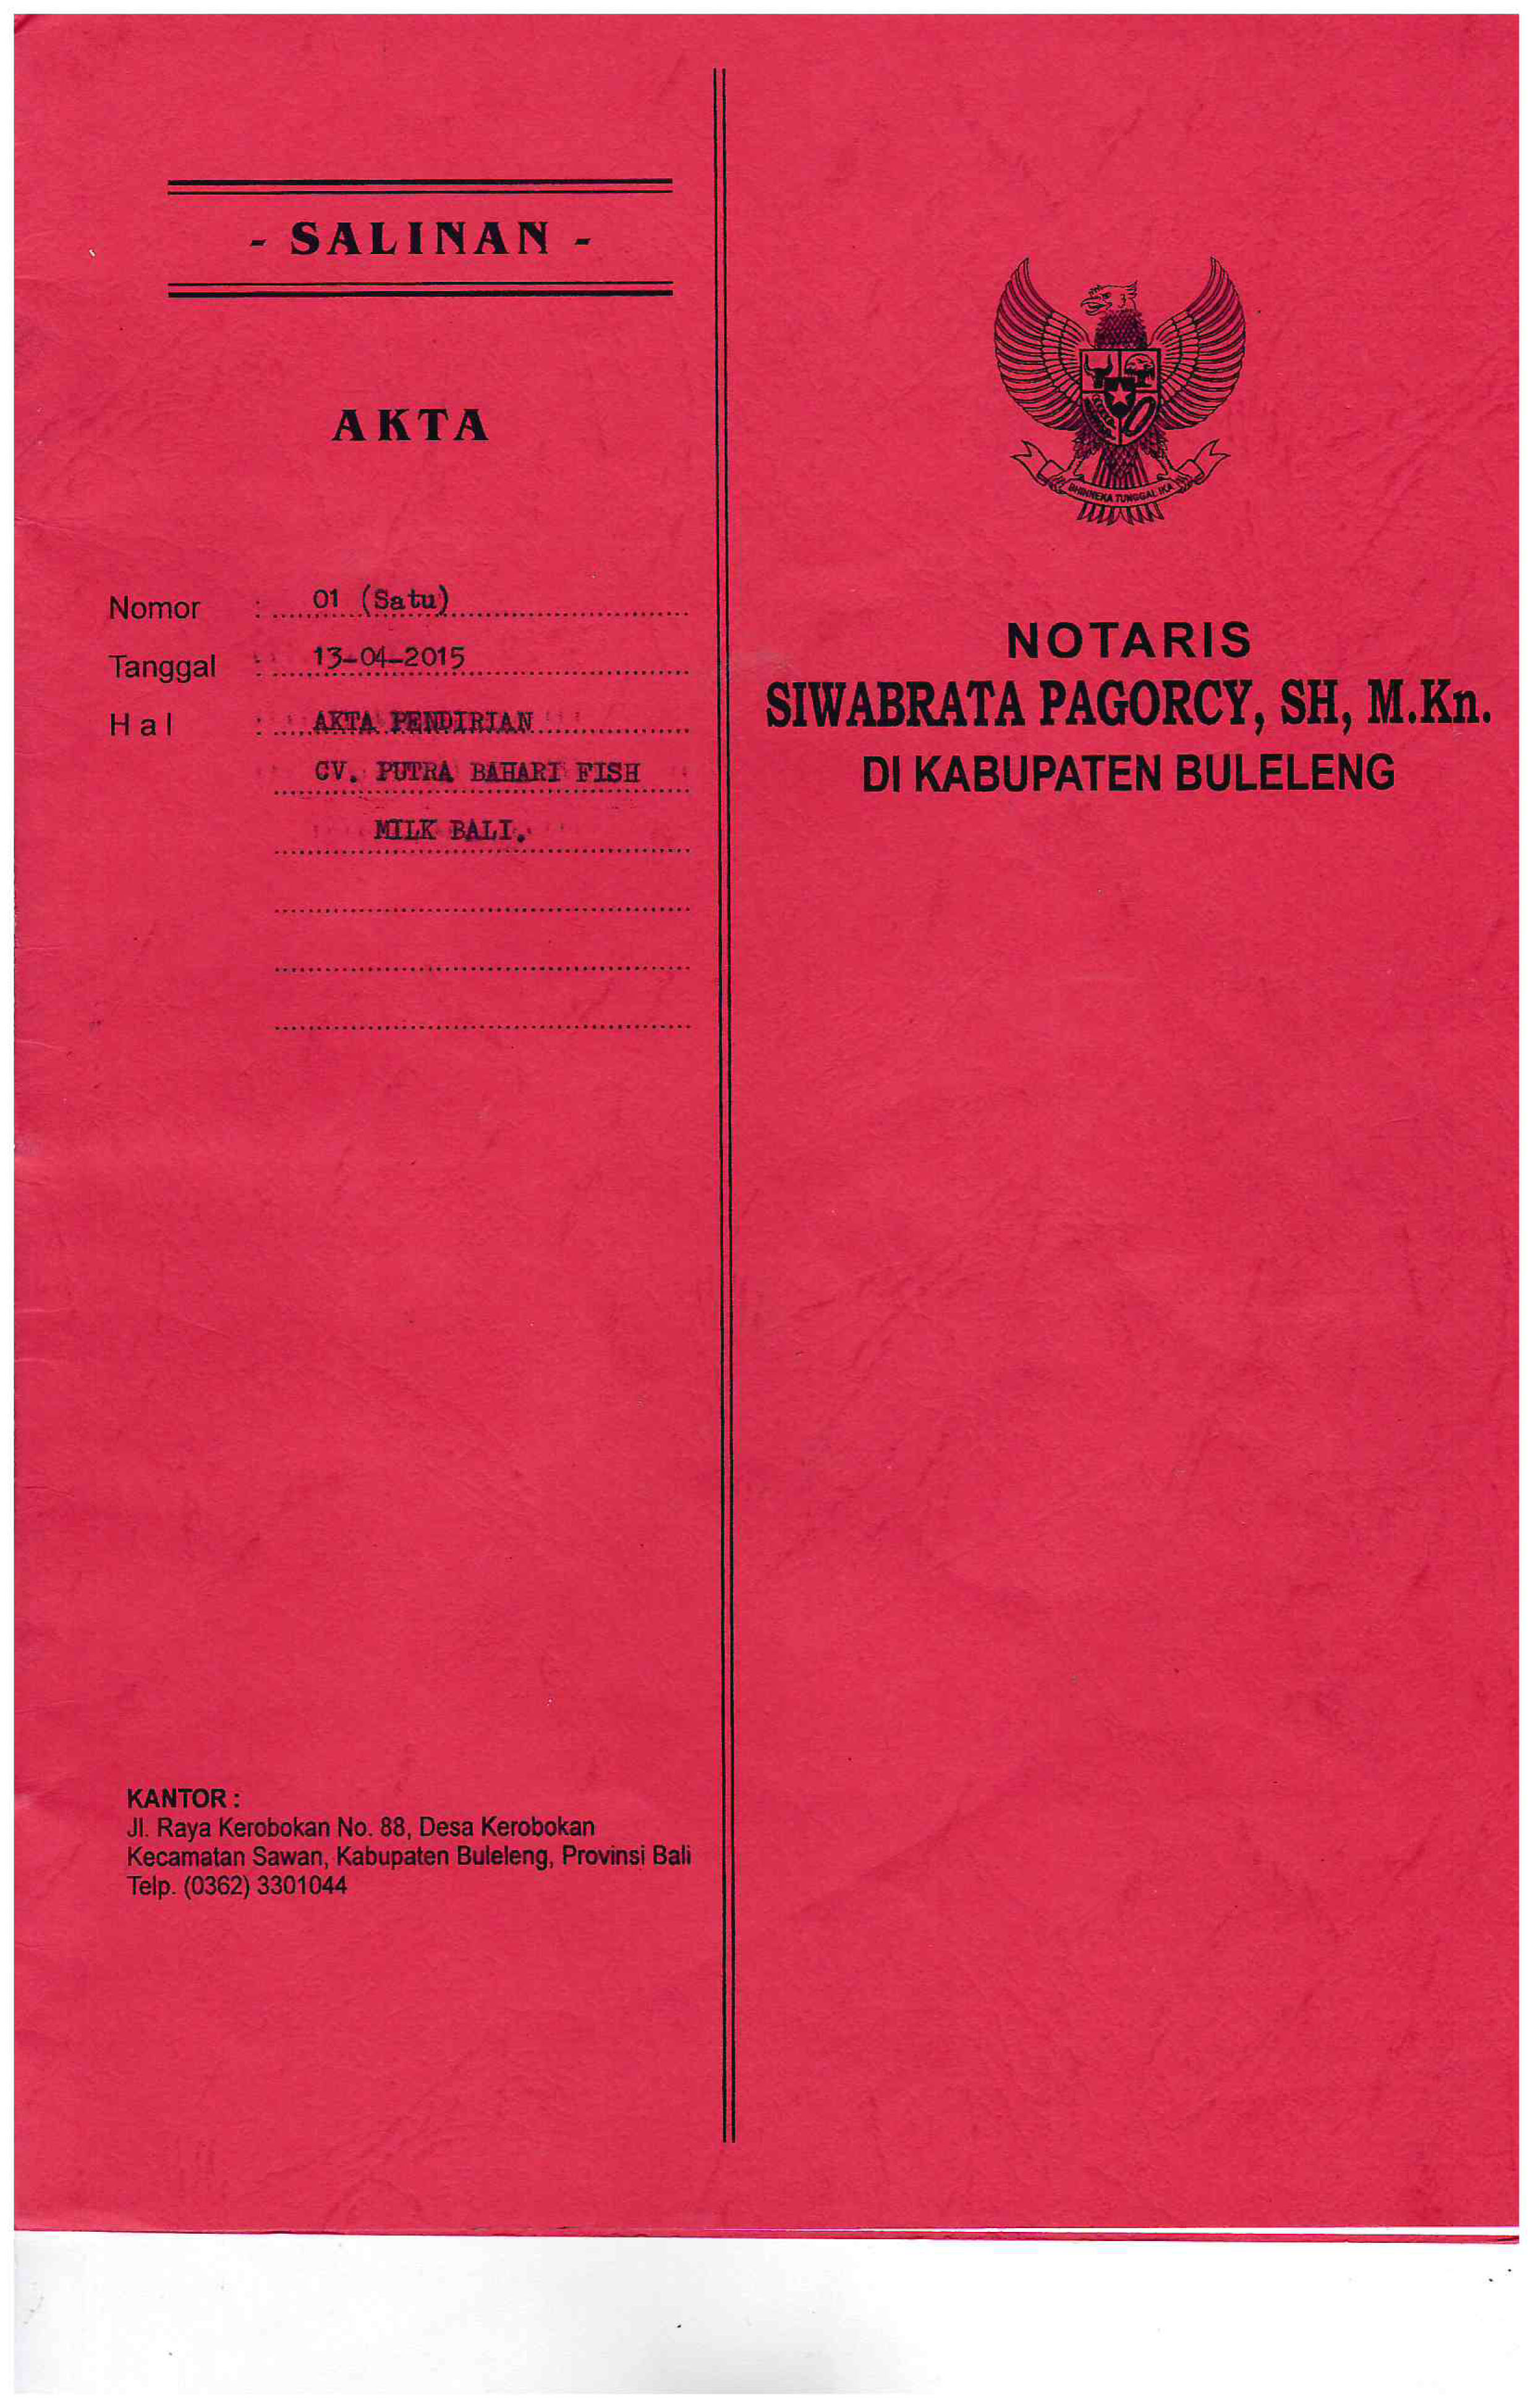 - SALINAN -
AKTA
Nomor : 01 (Satu)
Tanggal : 13-04-2015
Hal : AKTA PENDIRIAN
CV. PUTRA BAHARI FISH
MILK BALI.
KANTOR :
Jl. Raya Kerobokan No. 88, Desa Kerobokan
Kecamatan Sawan, Kabupaten Buleleng, Provinsi Bali
Telp. (0362) 3301044
BHINNEKA TUNGGAL IKA
NOTARIS
SIWABRATA PAGORCY, SH, M.Kn.
DI KABUPATEN BULELENG